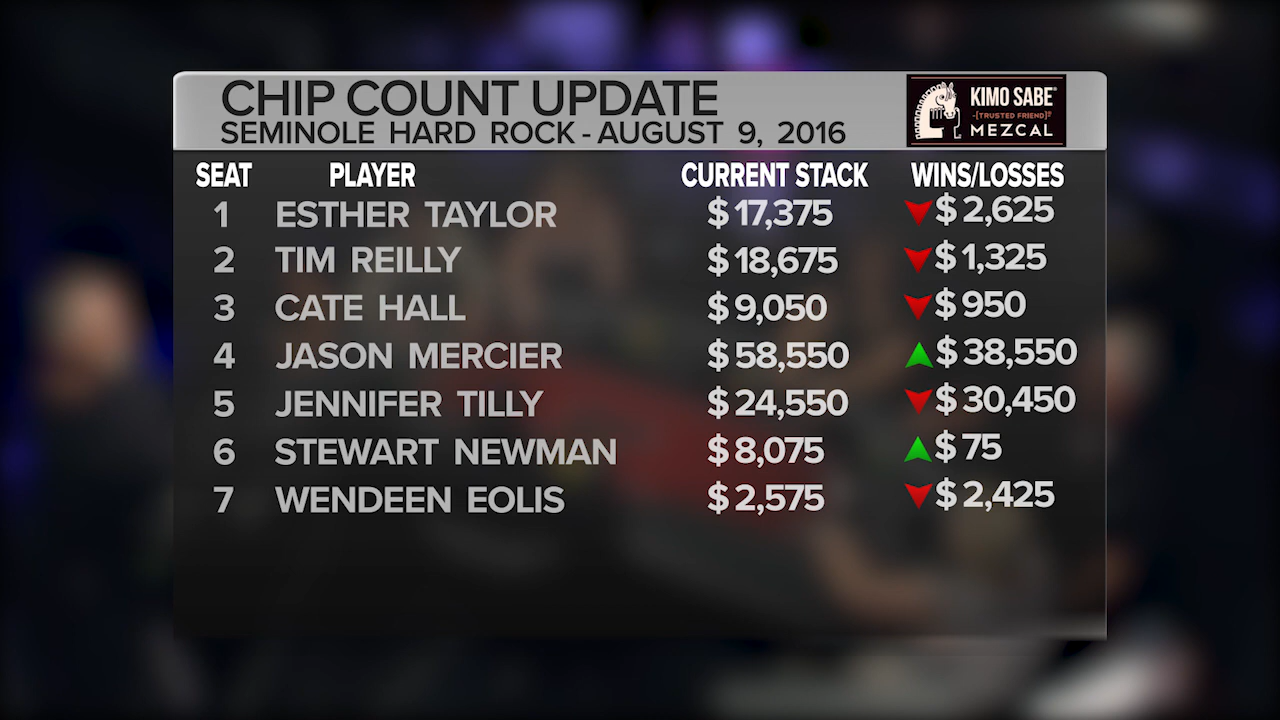 CHIP COUNT UPDATE
SEMINOLE HARD ROCK - AUGUST 9, 2016
KIMO SABE®
-[TRUSTED FRIEND]-
MEZCAL
SEAT PLAYER CURRENT STACK WINS/LOSSES
1 ESTHER TAYLOR $ 17,375 ▼ $ 2,625
2 TIM REILLY $ 18,675 ▼ $ 1,325
3 CATE HALL $ 9,050 ▼ $ 950
4 JASON MERCIER $ 58,550 ▲ $ 38,550
5 JENNIFER TILLY $ 24,550 ▼ $ 30,450
6 STEWART NEWMAN $ 8,075 ▲ $ 75
7 WENDEEN EOLIS $ 2,575 ▼ $ 2,425